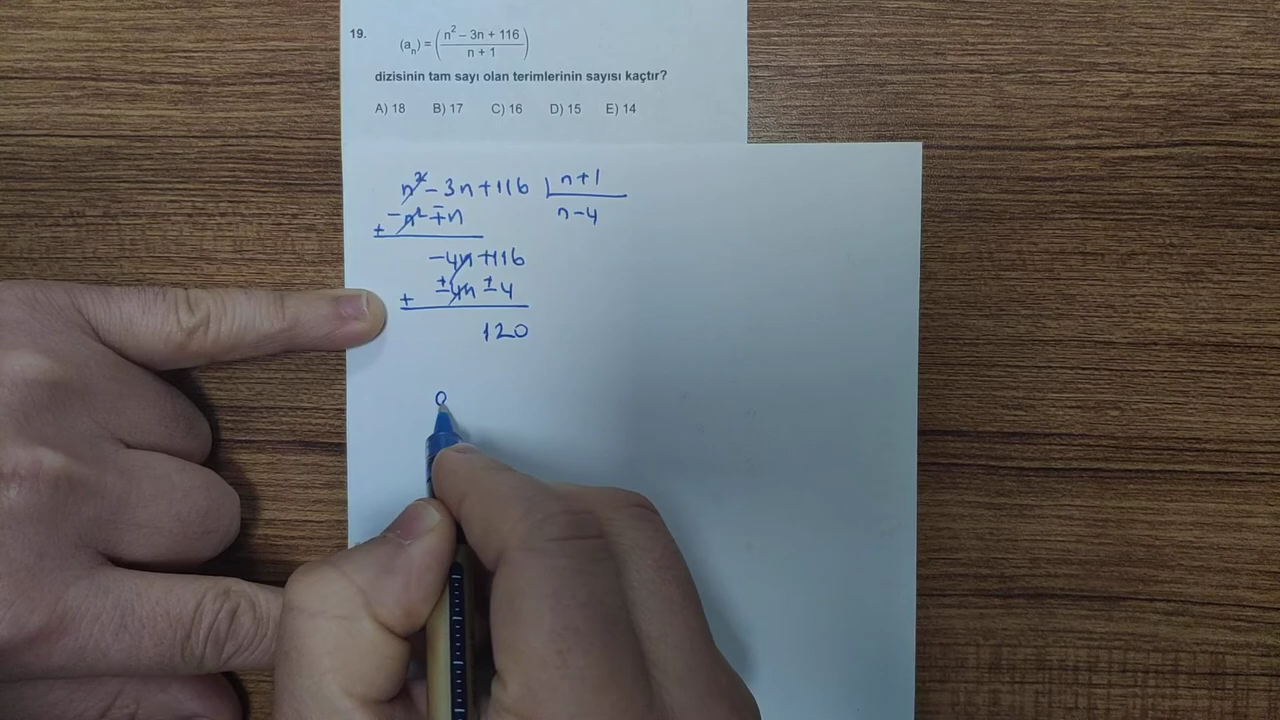 19.
(aₙ) = (n² − 3n + 116 / n + 1)
dizisinin tam sayı olan terimlerinin sayısı kaçtır?
A) 18 B) 17 C) 16 D) 15 E) 14
n² − 3n + 116 | n + 1
+ −n² ∓ n n − 4
−4n + 116
+ ±4n ± 4
120
a